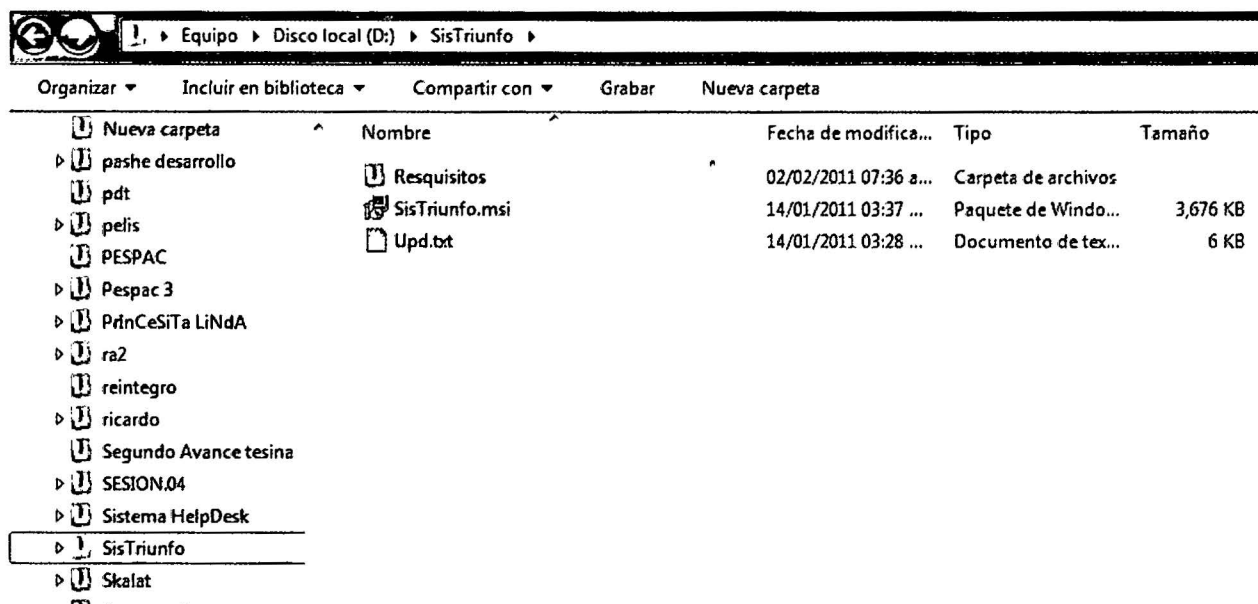 Equipo ▸ Disco local (D:) ▸ SisTriunfo ▸
Organizar ▾ Incluir en biblioteca ▾ Compartir con ▾ Grabar Nueva carpeta
Nueva carpeta
pashe desarrollo
pdt
pelis
PESPAC
Pespac 3
PrInCeSiTa LiNdA
ra2
reintegro
ricardo
Segundo Avance tesina
SESION.04
Sistema HelpDesk
SisTriunfo
Skalat
Nombre Fecha de modifica... Tipo Tamaño
Resquisitos 02/02/2011 07:36 a... Carpeta de archivos
SisTriunfo.msi 14/01/2011 03:37 ... Paquete de Windo... 3,676 KB
Upd.txt 14/01/2011 03:28 ... Documento de tex... 6 KB